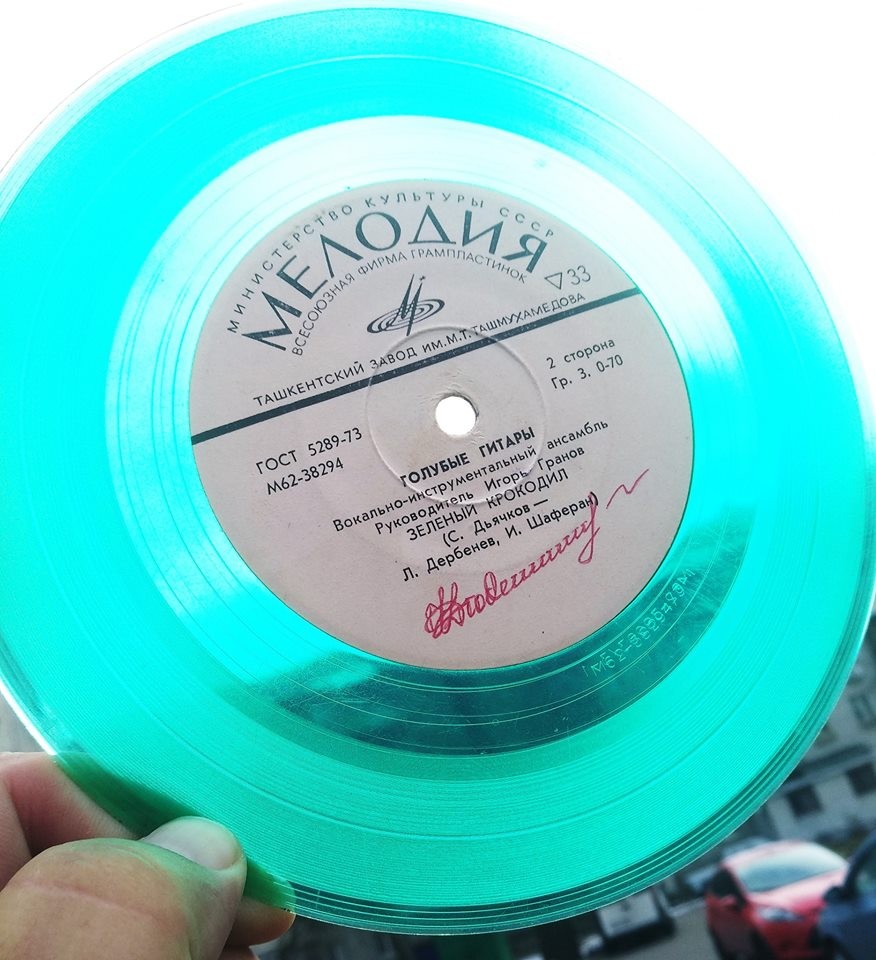 МИНИСТЕРСТВО КУЛЬТУРЫ СССР
МЕЛОДИЯ
ВСЕСОЮЗНАЯ ФИРМА ГРАМПЛАСТИНОК
▽33
ТАШКЕНТСКИЙ ЗАВОД ИМ. М.Т. ТАШМУХАМЕДОВА
2 сторона
Гр. 3. 0-70
ГОСТ 5289-73
М62-38294
ГОЛУБЫЕ ГИТАРЫ
Вокально-инструментальный ансамбль
Руководитель Игорь Гранов
ЗЕЛЕНЫЙ КРОКОДИЛ
(С. Дьячков —
Л. Дербенев, И. Шаферан)